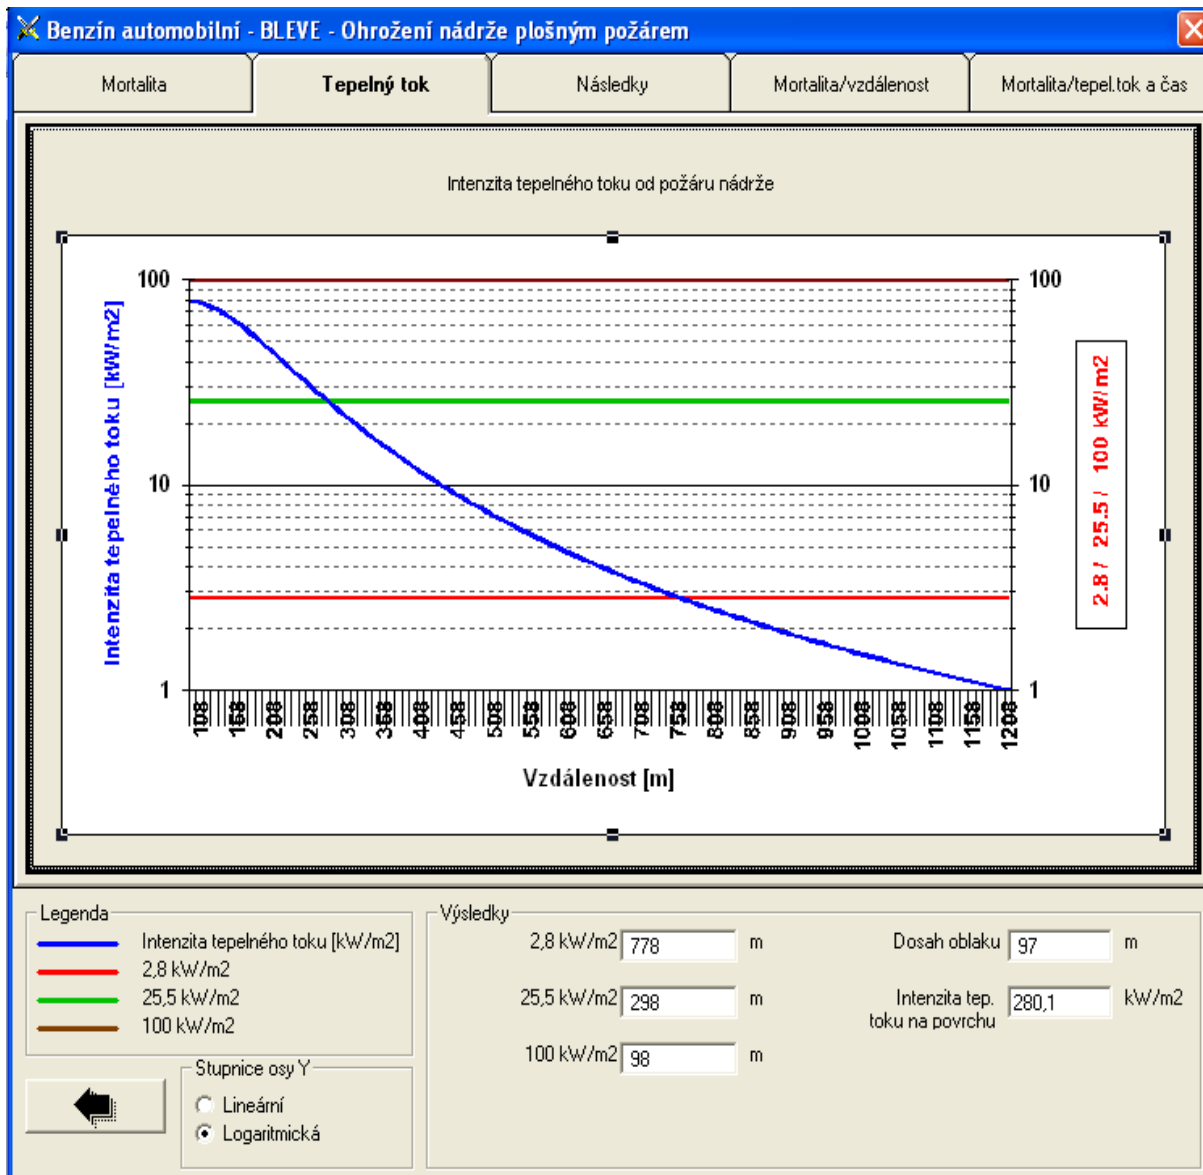 Benzín automobilní - BLEVE - Ohrožení nádrže plošným požárem
Mortalita
Tepelný tok
Následky
Mortalita/vzdálenost
Mortalita/tepel.tok a čas
Intenzita tepelného toku od požáru nádrže
Intenzita tepelného toku [kW/m2]
100
10
1
100
10
1
2.8 / 25.5 / 100 kW/m2
108 158 208 258 308 358 408 458 508 558 608 658 708 758 808 858 908 958 1008 1058 1108 1158 1208
Vzdálenost [m]
Legenda
Intenzita tepelného toku [kW/m2]
2,8 kW/m2
25,5 kW/m2
100 kW/m2
Stupnice osy Y
Lineární
Logaritmická
Výsledky
2,8 kW/m2 778 m
25,5 kW/m2 298 m
100 kW/m2 98 m
Dosah oblaku 97 m
Intenzita tep.
toku na povrchu 280,1 kW/m2